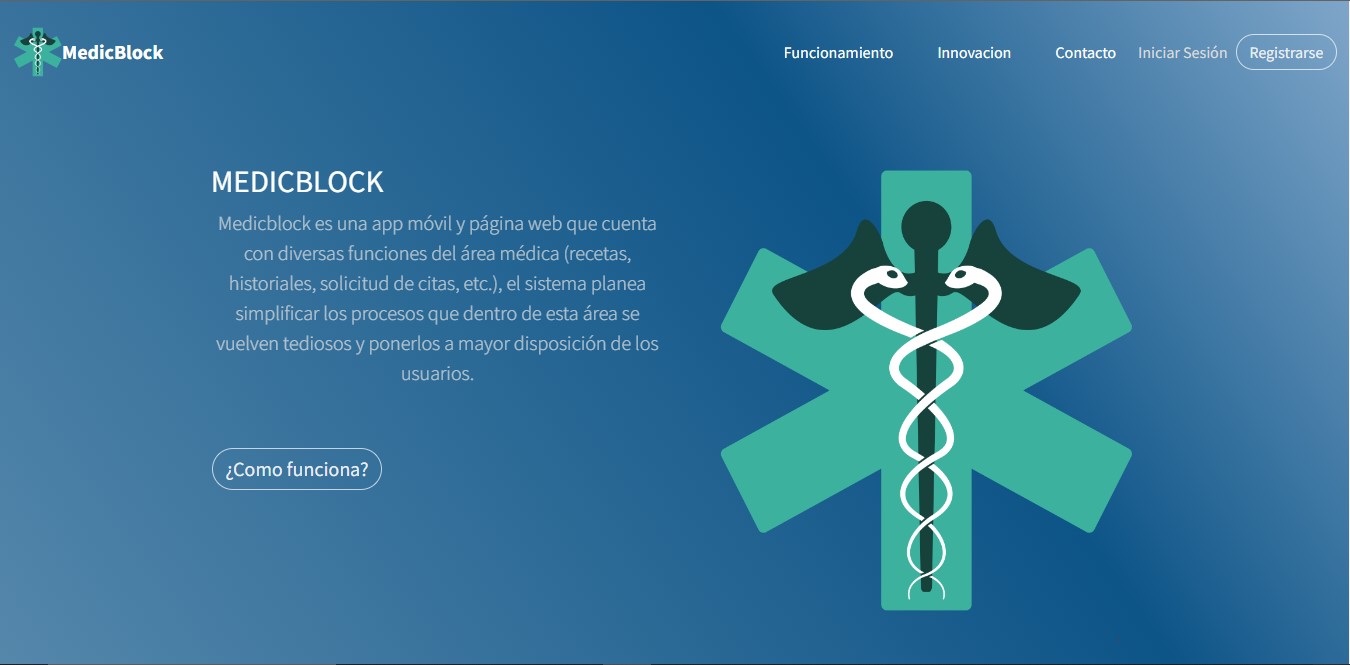 MedicBlock
Funcionamiento
Innovacion
Contacto
Iniciar Sesión
Registrarse
MEDICBLOCK
Medicblock es una app móvil y página web que cuenta
con diversas funciones del área médica (recetas,
historiales, solicitud de citas, etc.), el sistema planea
simplificar los procesos que dentro de esta área se
vuelven tediosos y ponerlos a mayor disposición de los
usuarios.
¿Como funciona?